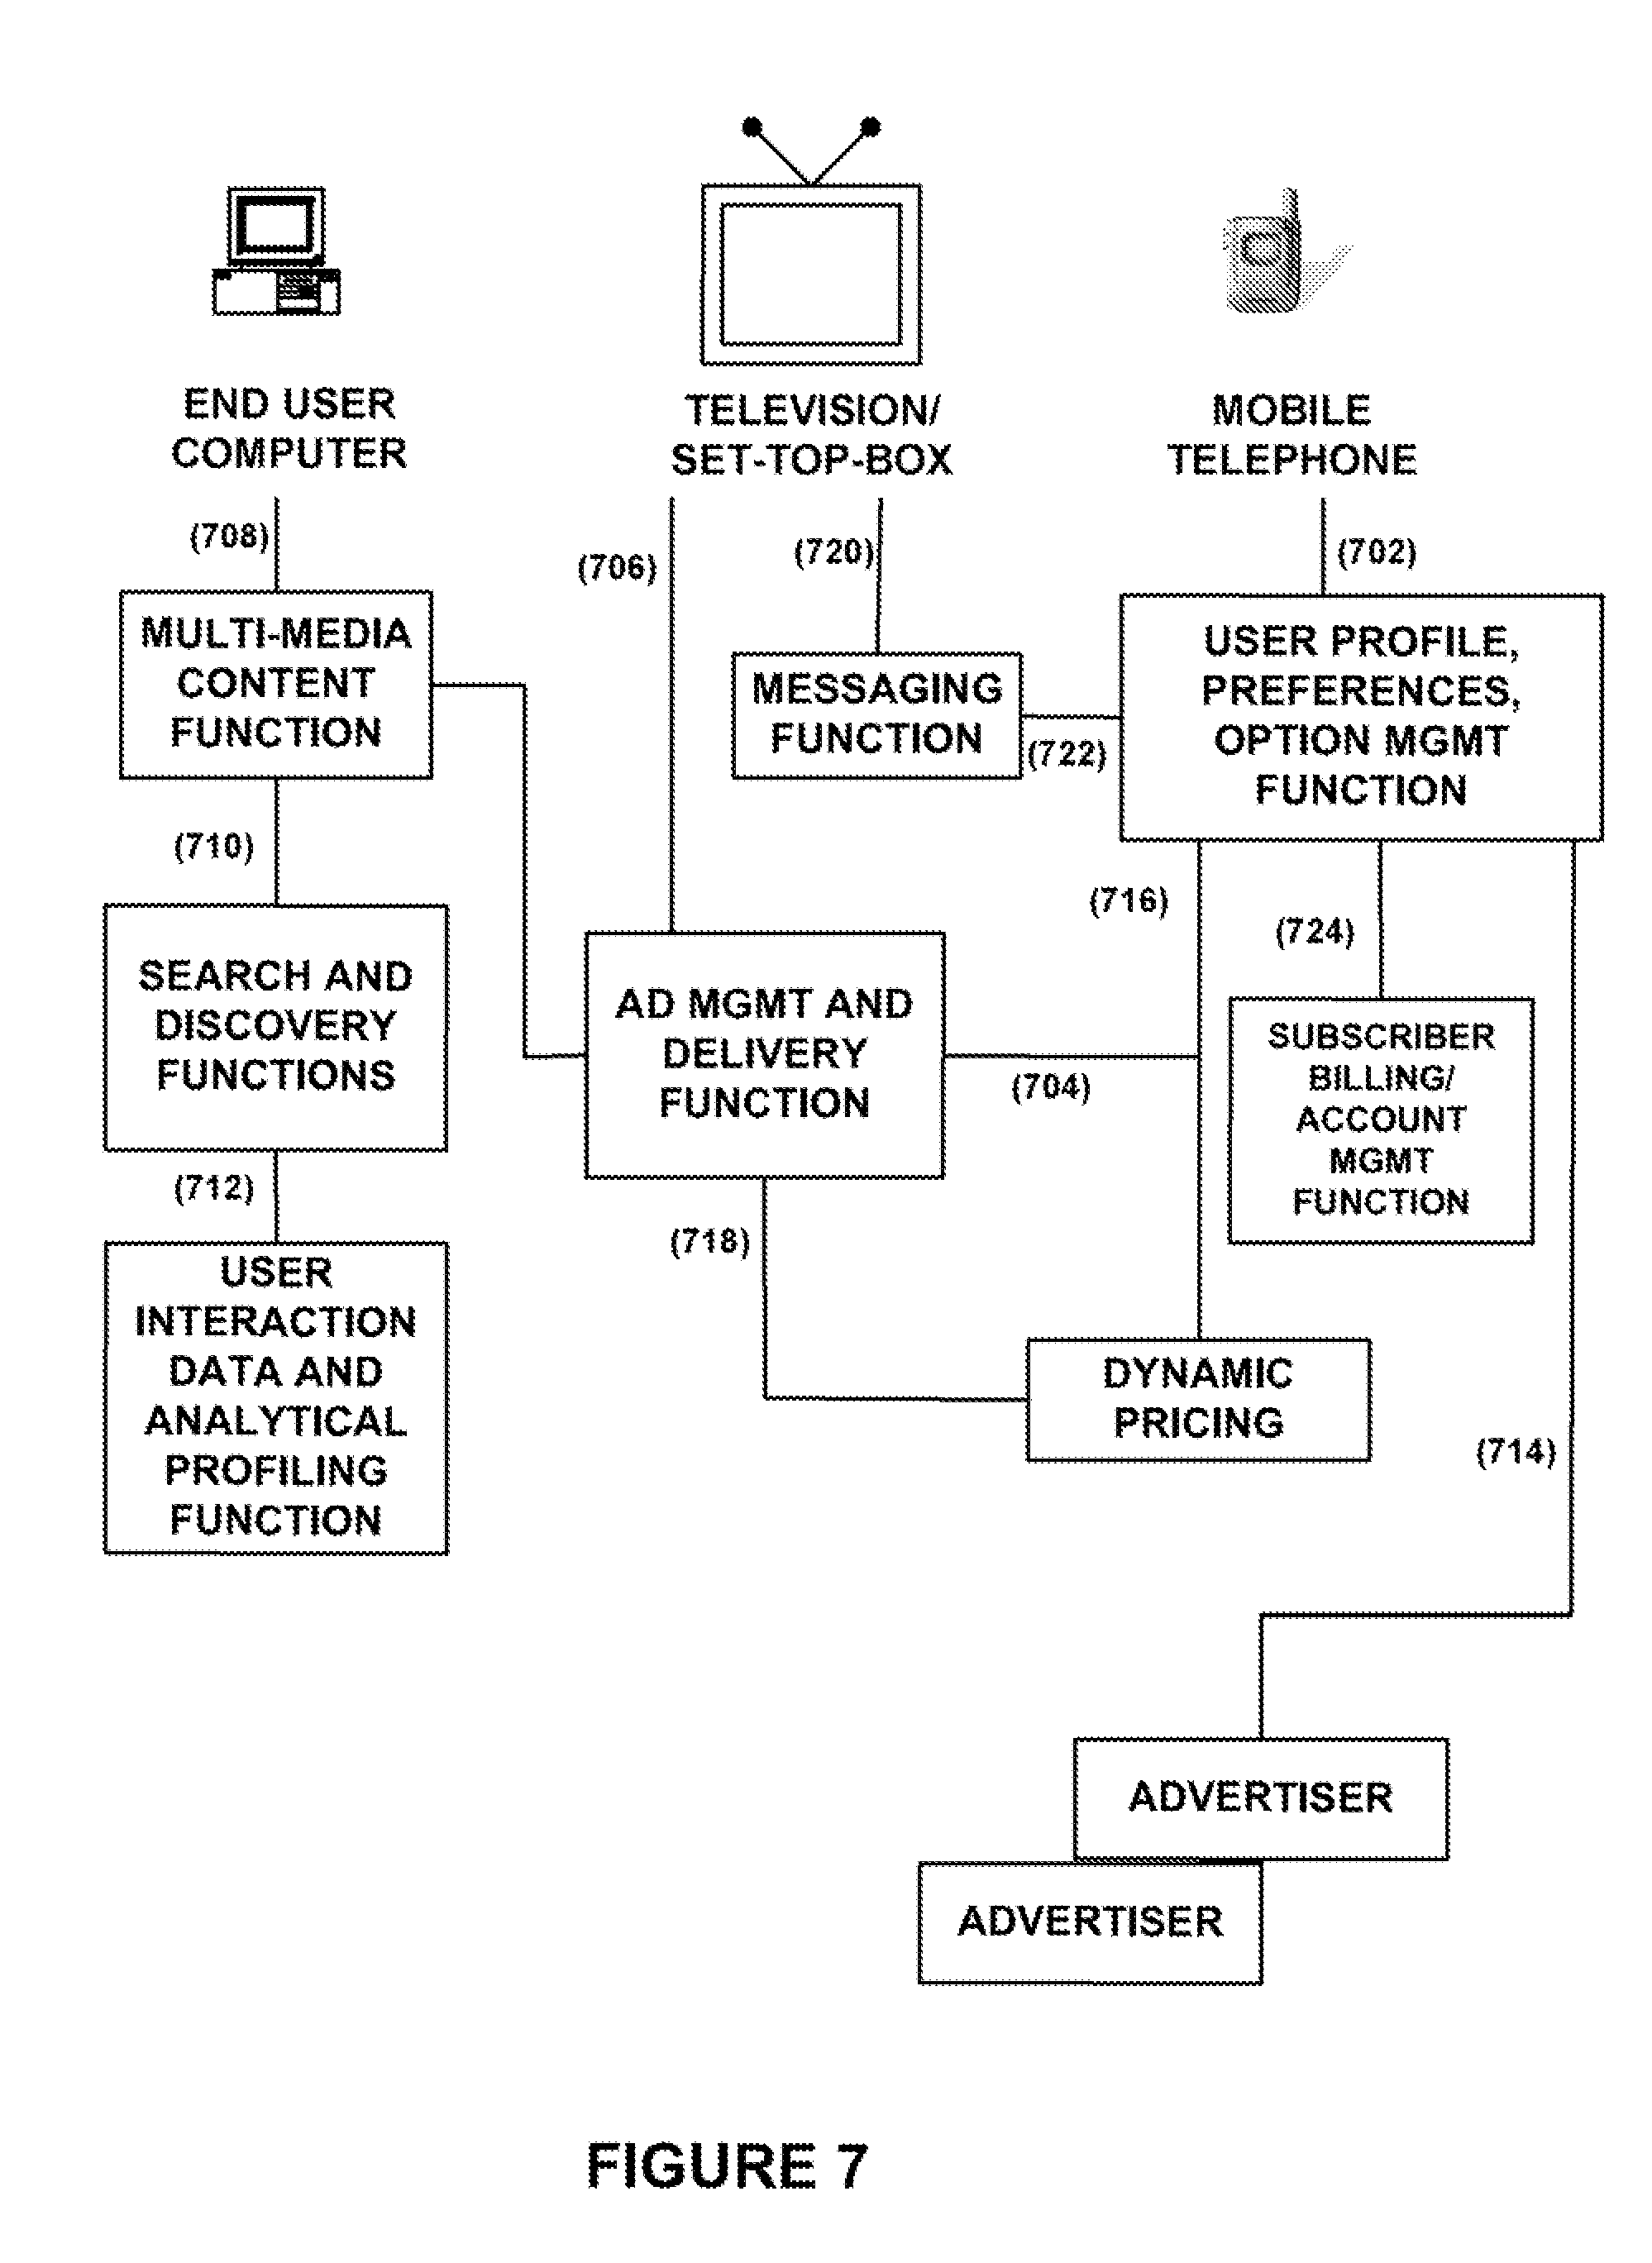 END USER
COMPUTER
TELEVISION/
SET-TOP-BOX
MOBILE
TELEPHONE
(708)
(706)
(720)
(702)
MULTI-MEDIA
CONTENT
FUNCTION
MESSAGING
FUNCTION
(722)
USER PROFILE,
PREFERENCES,
OPTION MGMT
FUNCTION
(710)
(716)
(724)
SEARCH AND
DISCOVERY
FUNCTIONS
AD MGMT AND
DELIVERY
FUNCTION
(704)
SUBSCRIBER
BILLING/
ACCOUNT
MGMT
FUNCTION
(712)
(718)
USER
INTERACTION
DATA AND
ANALYTICAL
PROFILING
FUNCTION
DYNAMIC
PRICING
(714)
ADVERTISER
ADVERTISER
FIGURE 7